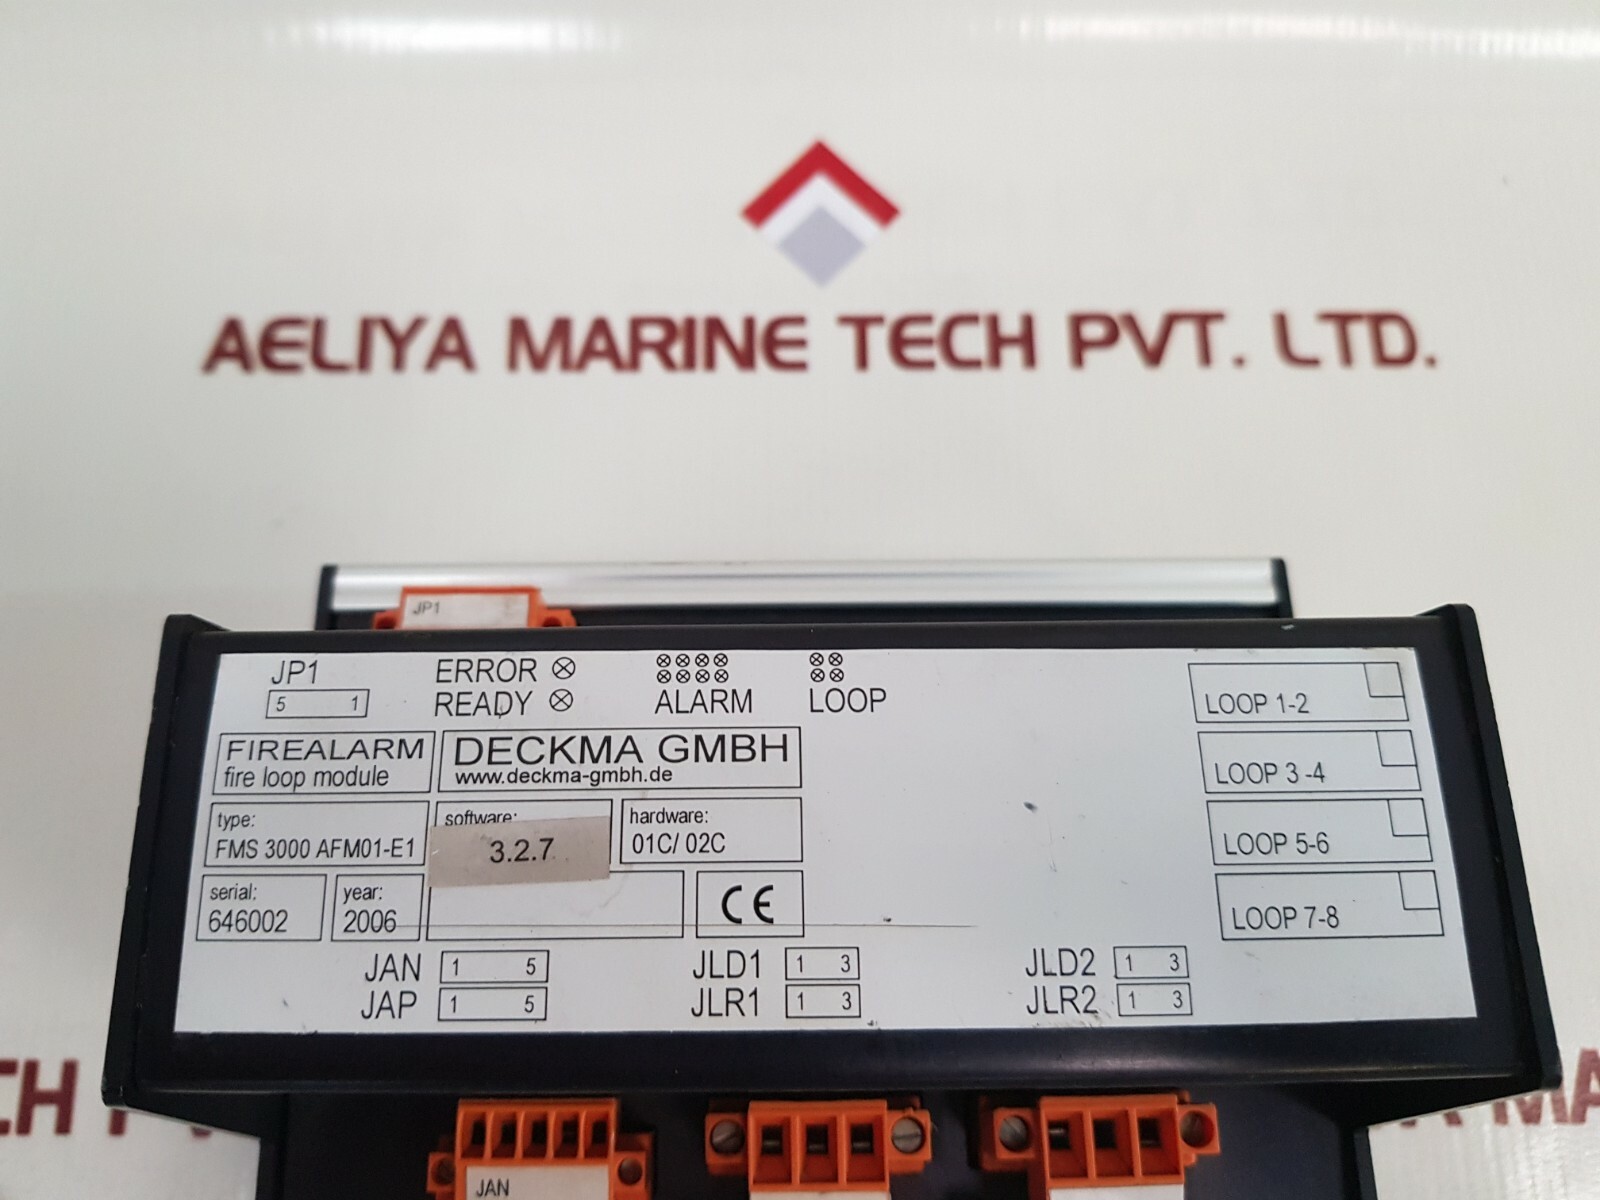 AELIYA MARINE TECH PVT. LTD.
JP1
JP1
5 1
ERROR
READY
ALARM
LOOP
FIREALARM
fire loop module
DECKMA GMBH
www.deckma-gmbh.de
type:
FMS 3000 AFM01-E1
software:
3.2.7
hardware:
01C/ 02C
serial:
646002
year:
2006
CE
LOOP 1-2
LOOP 3 -4
LOOP 5-6
LOOP 7-8
JAN 1 5
JAP 1 5
JLD1 1 3
JLR1 1 3
JLD2 1 3
JLR2 1 3
JAN